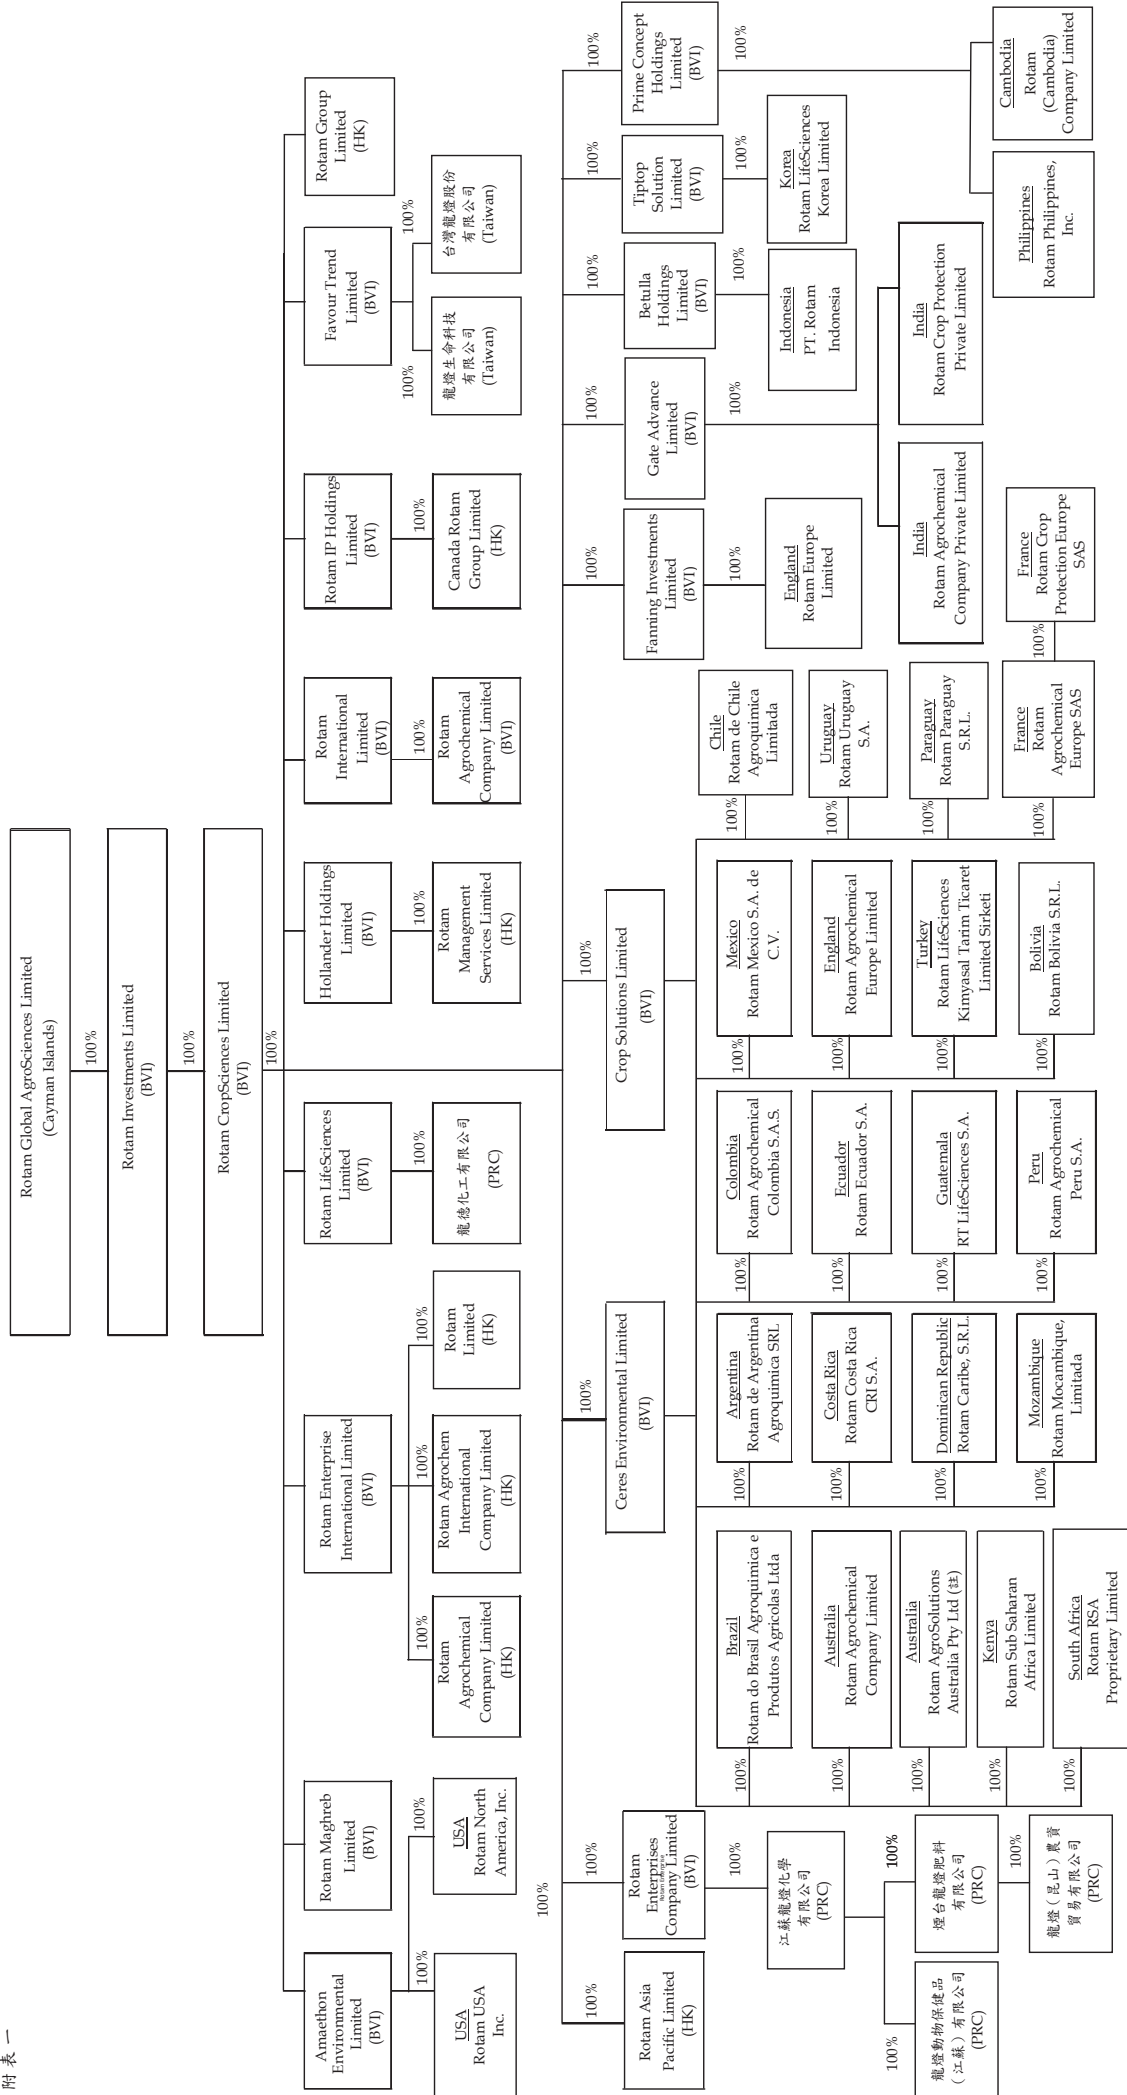 附表一
Rotam Global AgroSciences Limited
(Cayman Islands)
100%
Rotam Investments Limited
(BVI)
100%
Rotam CropSciences Limited
(BVI)
100%
Amaethon
Environmental
Limited
(BVI)
Rotam Maghreb
Limited
(BVI)
Rotam Enterprise
International Limited
(BVI)
Rotam LifeSciences
Limited
(BVI)
Hollander Holdings
Limited
(BVI)
Rotam
International
Limited
(BVI)
Rotam IP Holdings
Limited
(BVI)
Favour Trend
Limited
(BVI)
Rotam Group
Limited
(HK)
100%
100%
100%
100%
100%
100%
100%
100%
100%
100%
100%
USA
Rotam USA
Inc.
USA
Rotam North
America, Inc.
Rotam
Agrochemical
Company Limited
(HK)
Rotam Agrochem
International
Company Limited
(HK)
Rotam
Limited
(HK)
龍德化工有限公司
(PRC)
Rotam
Management
Services Limited
(HK)
Rotam
Agrochemical
Company Limited
(BVI)
Canada Rotam
Group Limited
(HK)
龍燈生命科技
有限公司
(Taiwan)
台灣龍燈股份
有限公司
(Taiwan)
100%
100%
100%
100%
100%
100%
100%
100%
100%
100%
Rotam Asia
Pacific Limited
(HK)
Rotam
Enterprises
Rotam Enterprise
Company Limited
(BVI)
Ceres Environmental Limited
(BVI)
Crop Solutions Limited
(BVI)
Fanning Investments
Limited
(BVI)
Gate Advance
Limited
(BVI)
Betulla
Holdings
Limited
(BVI)
Tiptop
Solution
Limited
(BVI)
Prime Concept
Holdings
Limited
(BVI)
100%
100%
100%
100%
100%
100%
江蘇龍燈化學
有限公司
(PRC)
100%
100%
龍燈動物保健品
（江蘇）有限公司
(PRC)
煙台龍燈肥料
有限公司
(PRC)
100%
龍燈（昆山）農資
貿易有限公司
(PRC)
100%
Brazil
Rotam do Brasil Agroquimica e
Produtos Agricolas Ltda
100%
Australia
Rotam Agrochemical
Company Limited
100%
Australia
Rotam AgroSolutions
Australia Pty Ltd (註)
100%
Kenya
Rotam Sub Saharan
Africa Limited
100%
South Africa
Rotam RSA
Proprietary Limited
100%
Argentina
Rotam de Argentina
Agroquimica SRL
100%
Costa Rica
Rotam Costa Rica
CRI S.A.
100%
Dominican Republic
Rotam Caribe, S.R.L.
100%
Mozambique
Rotam Mocambique,
Limitada
100%
Colombia
Rotam Agrochemical
Colombia S.A.S.
100%
Ecuador
Rotam Ecuador S.A.
100%
Guatemala
RT LifeSciences S.A.
100%
Peru
Rotam Agrochemical
Peru S.A.
100%
Mexico
Rotam Mexico S.A. de
C.V.
100%
England
Rotam Agrochemical
Europe Limited
100%
Turkey
Rotam LifeSciences
Kimyasal Tarim Ticaret
Limited Sirketi
100%
Bolivia
Rotam Bolivia S.R.L.
100%
Chile
Rotam de Chile
Agroquimica
Limitada
100%
Uruguay
Rotam Uruguay
S.A.
100%
Paraguay
Rotam Paraguay
S.R.L.
100%
France
Rotam
Agrochemical
Europe SAS
100%
France
Rotam Crop
Protection Europe
SAS
England
Rotam Europe
Limited
India
Rotam Agrochemical
Company Private Limited
India
Rotam Crop Protection
Private Limited
Indonesia
PT. Rotam
Indonesia
Korea
Rotam LifeSciences
Korea Limited
Philippines
Rotam Philippines,
Inc.
Cambodia
Rotam
(Cambodia)
Company Limited